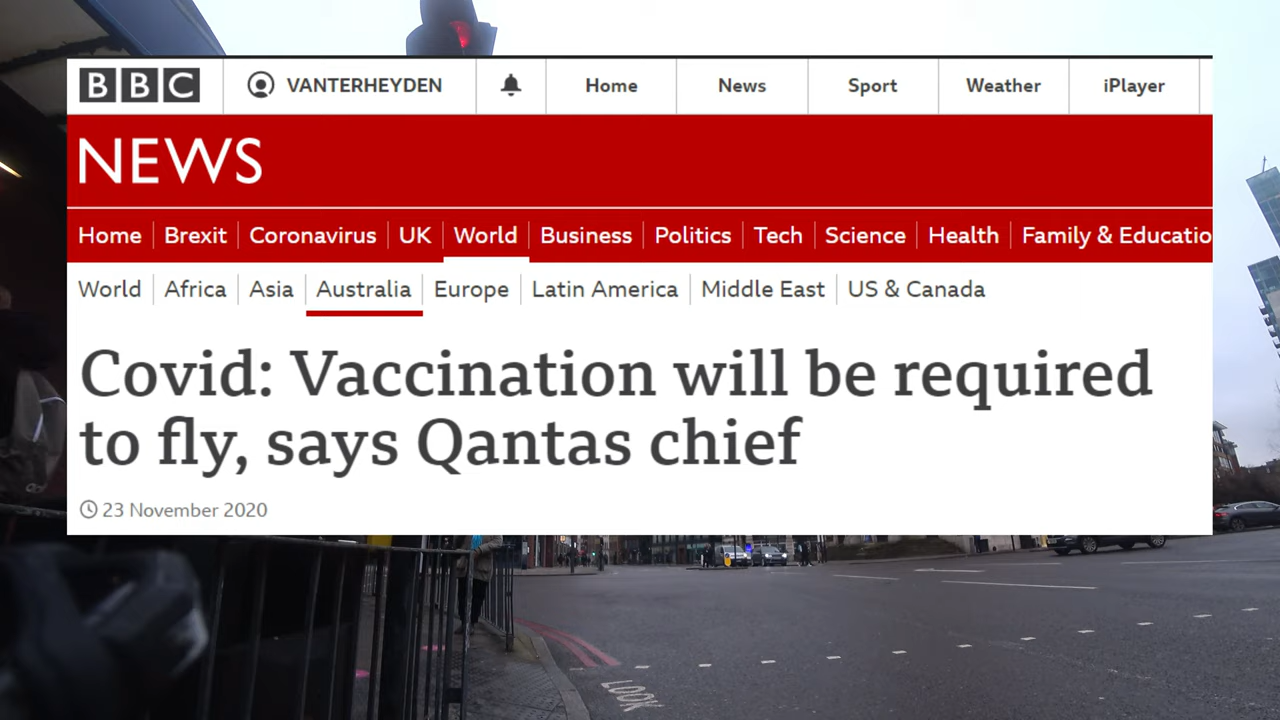 BBC VANTERHEYDEN Home News Sport Weather iPlayer
NEWS
Home Brexit Coronavirus UK World Business Politics Tech Science Health Family & Educatio
World Africa Asia Australia Europe Latin America Middle East US & Canada
Covid: Vaccination will be required
to fly, says Qantas chief
23 November 2020
LOOK